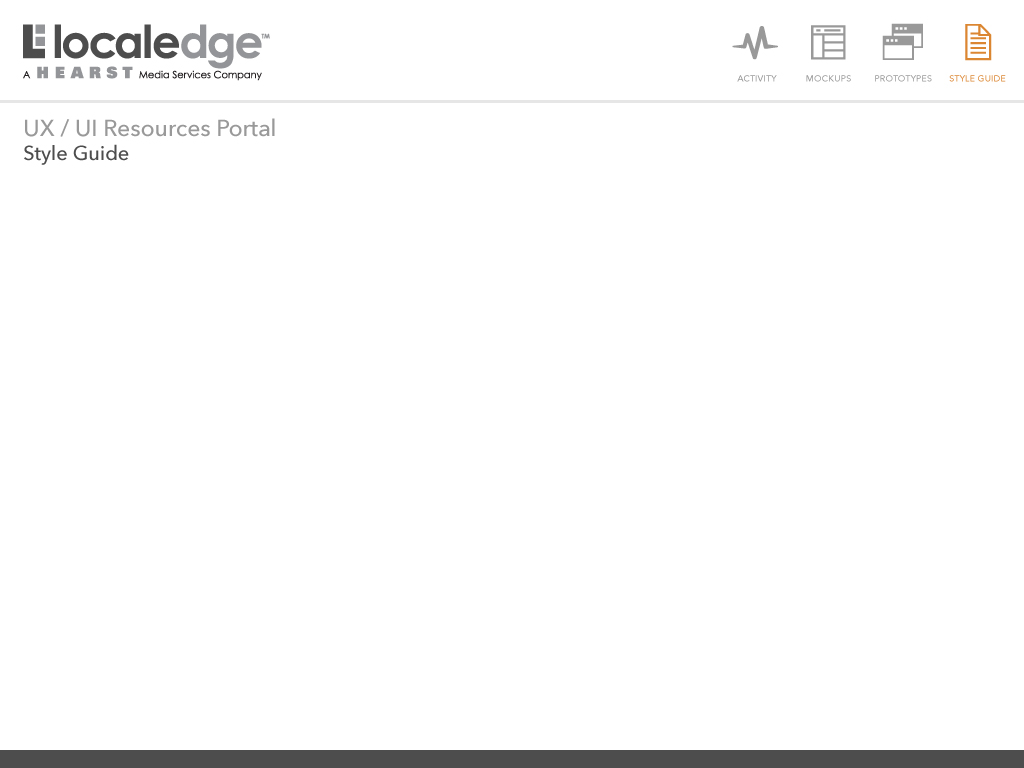 localedge™
A HEARST Media Services Company
ACTIVITY
MOCKUPS
PROTOTYPES
STYLE GUIDE
UX / UI Resources Portal
Style Guide